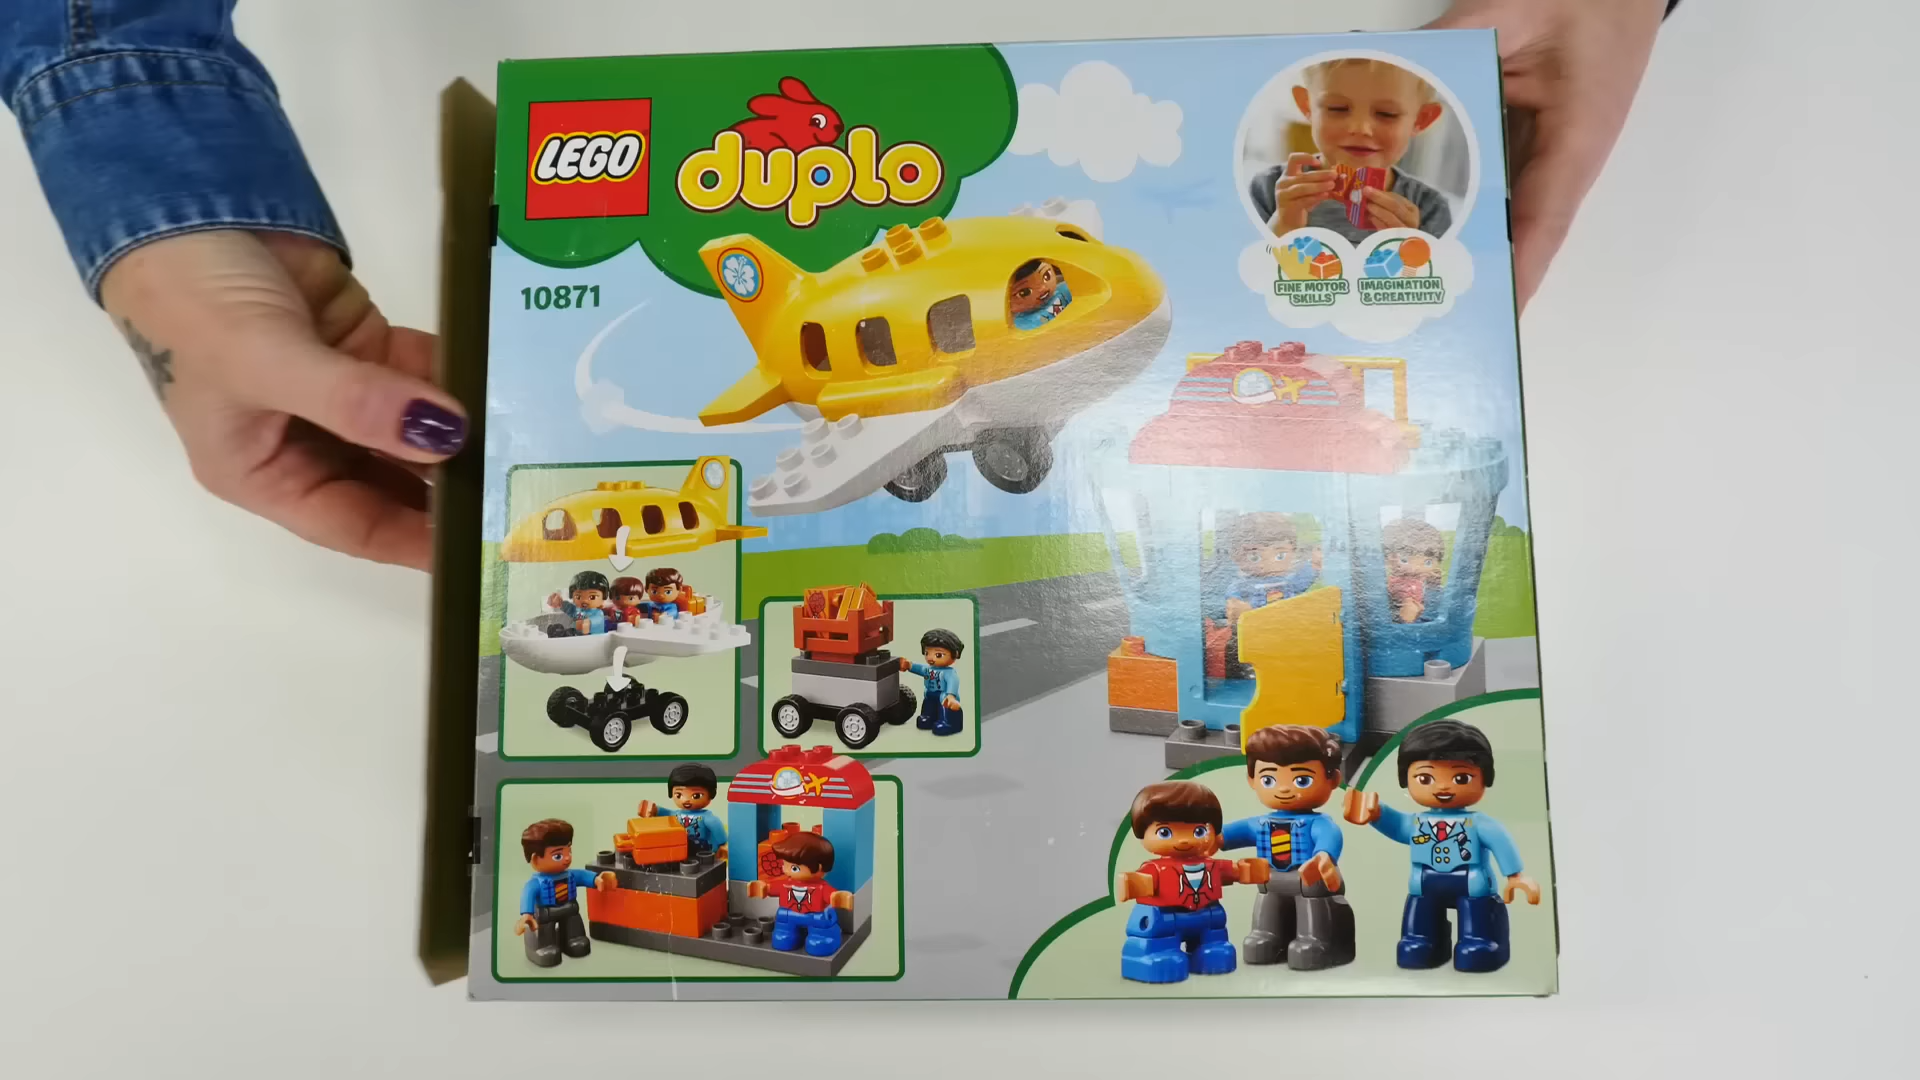 LEGO
duplo
10871
FINE MOTOR
SKILLS
IMAGINATION
& CREATIVITY